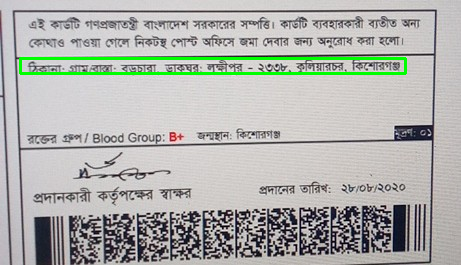 এই কার্ডটি গণপ্রজাতন্ত্রী বাংলাদেশ সরকারের সম্পত্তি। কার্ডটি ব্যবহারকারী ব্যতীত অন্য
কোথাও পাওয়া গেলে নিকটস্থ পোস্ট অফিসে জমা দেবার জন্য অনুরোধ করা হলো।
ঠিকানা: গ্রাম/রাস্তা: বড়চারা, ডাকঘর: লক্ষীপর - ২৩৩৮, কুলিয়ারচর, কিশোরগঞ্জ
রক্তের গ্রুপ / Blood Group: B+ জন্মস্থান: কিশোরগঞ্জ মুদ্রণ: ০১
প্রদানকারী কর্তৃপক্ষের স্বাক্ষর প্রদানের তারিখ: ২৮/০৮/২০২০